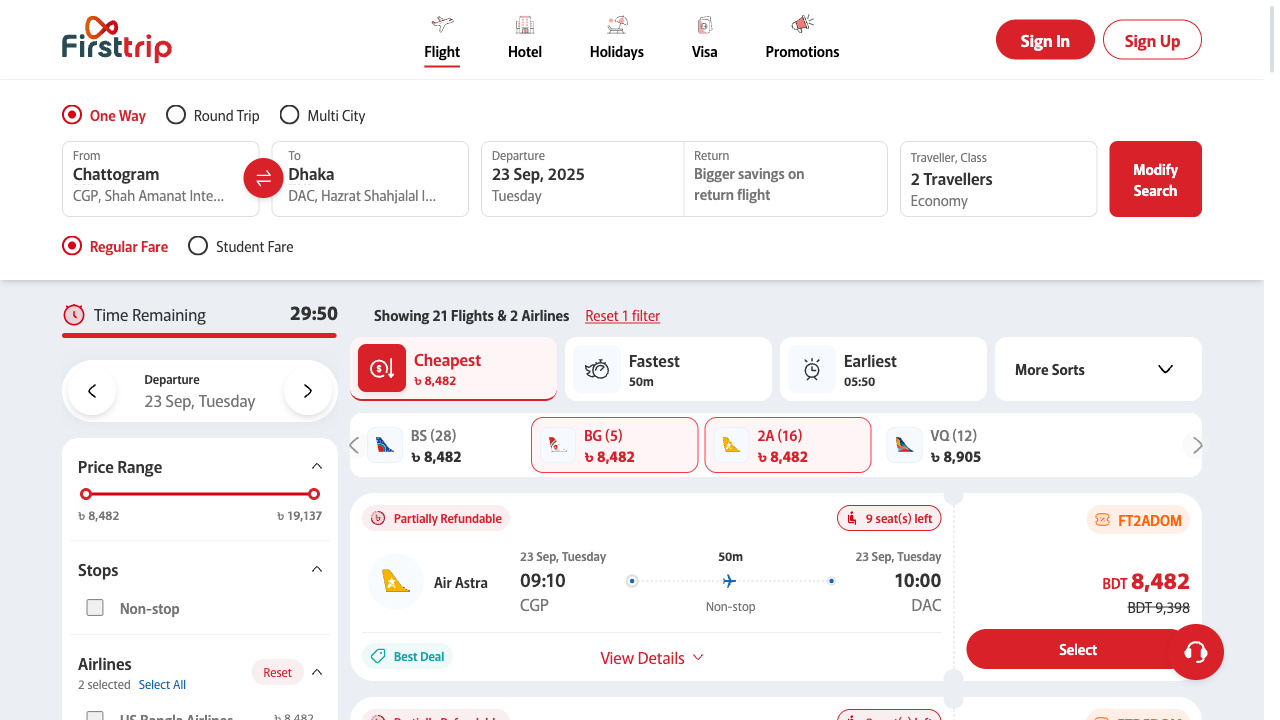 Firsttrip
Flight
Hotel
Holidays
Visa
Promotions
Sign In
Sign Up
One Way
Round Trip
Multi City
From
Chattogram
CGP, Shah Amanat Inte...
To
Dhaka
DAC, Hazrat Shahjalal I...
Departure
23 Sep, 2025
Tuesday
Return
Bigger savings on
return flight
Traveller, Class
2 Travellers
Economy
Modify
Search
Regular Fare
Student Fare
Time Remaining
29:50
Showing 21 Flights & 2 Airlines
Reset 1 filter
Departure
23 Sep, Tuesday
Cheapest
৳ 8,482
Fastest
50m
Earliest
05:50
More Sorts
BS (28)
৳ 8,482
BG (5)
৳ 8,482
2A (16)
৳ 8,482
VQ (12)
৳ 8,905
Price Range
৳ 8,482
৳ 19,137
Stops
Non-stop
Airlines
2 selected
Select All
Reset
US Bangla Airlines
৳ 8,482
Partially Refundable
9 seat(s) left
Air Astra
23 Sep, Tuesday
09:10
CGP
50m
Non-stop
23 Sep, Tuesday
10:00
DAC
Best Deal
View Details
FT2ADOM
BDT 8,482
BDT 9,398
Select
Partially Refundable